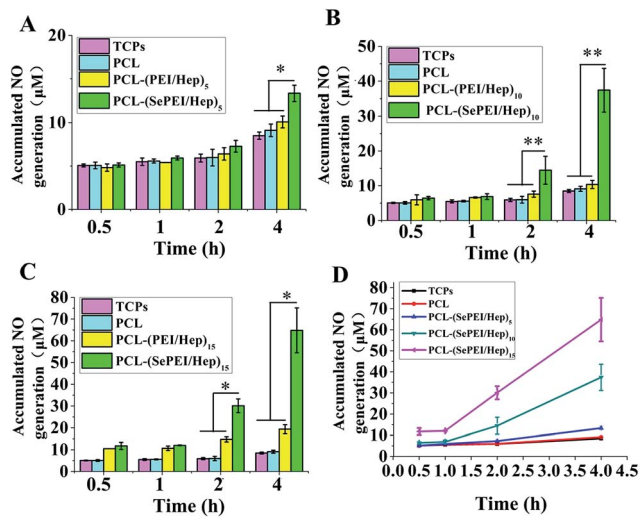 A
Accumulated NO
generation (μM)
20
15
10
5
0
TCPs
PCL
PCL-(PEI/Hep)5
PCL-(SePEI/Hep)5
*
0.5 1 2 4
Time (h)
B
Accumulated NO
generation (μM)
50
40
30
20
10
0
TCPs
PCL
PCL-(PEI/Hep)10
PCL-(SePEI/Hep)10
**
**
0.5 1 2 4
Time (h)
C
Accumulated NO
generation (μM)
80
70
60
50
40
30
20
10
0
TCPs
PCL
PCL-(PEI/Hep)15
PCL-(SePEI/Hep)15
*
*
0.5 1 2 4
Time (h)
D
Accumulated NO
generation (μM)
80
70
60
50
40
30
20
10
0
TCPs
PCL
PCL-(SePEI/Hep)5
PCL-(SePEI/Hep)10
PCL-(SePEI/Hep)15
0.0 0.5 1.0 1.5 2.0 2.5 3.0 3.5 4.0 4.5
Time (h)